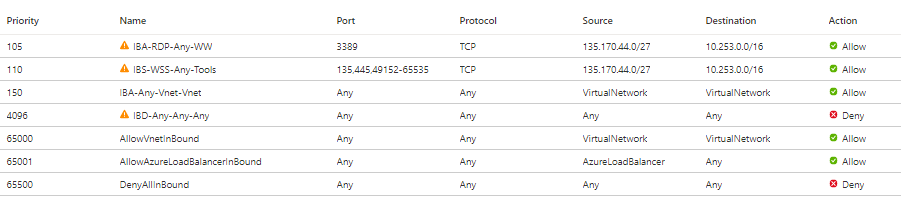 Priority Name Port Protocol Source Destination Action
105 IBA-RDP-Any-WW 3389 TCP 135.170.44.0/27 10.253.0.0/16 Allow
110 IBS-WSS-Any-Tools 135,445,49152-65535 TCP 135.170.44.0/27 10.253.0.0/16 Allow
150 IBA-Any-Vnet-Vnet Any Any VirtualNetwork VirtualNetwork Allow
4096 IBD-Any-Any-Any Any Any Any Any Deny
65000 AllowVnetInBound Any Any VirtualNetwork VirtualNetwork Allow
65001 AllowAzureLoadBalancerInBound Any Any AzureLoadBalancer Any Allow
65500 DenyAllInBound Any Any Any Any Deny